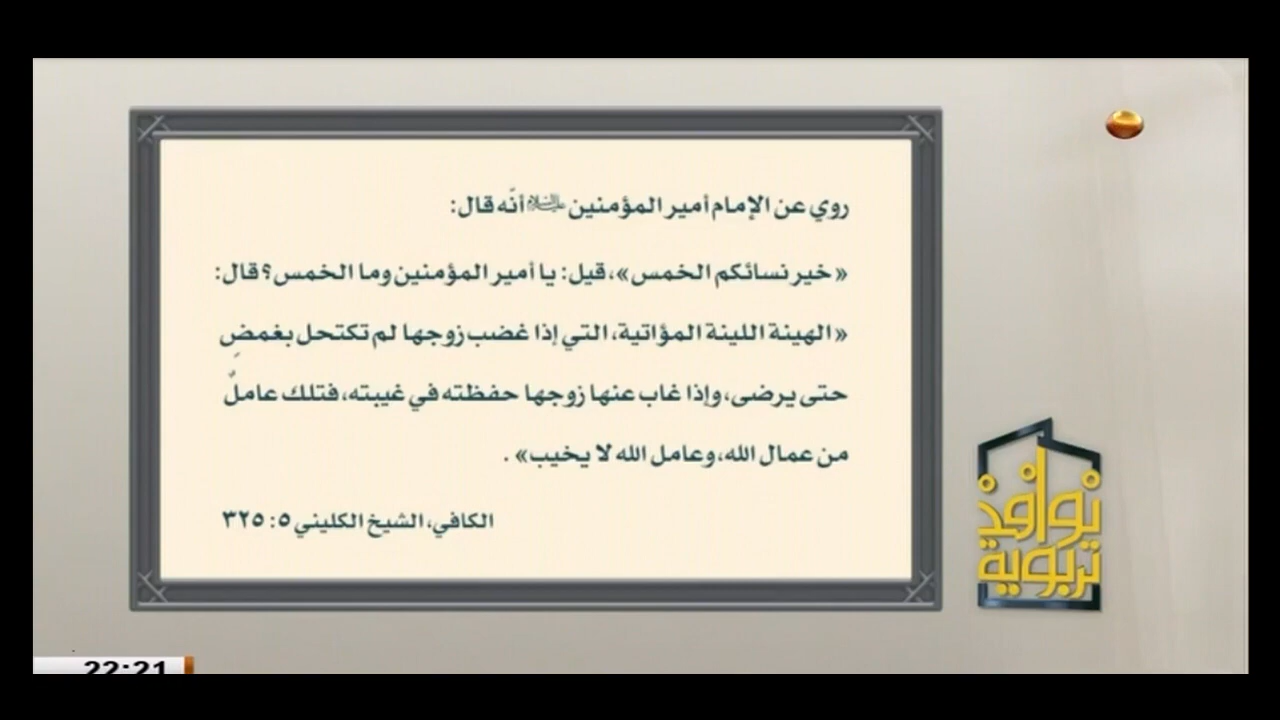 روي عن الإمام أمير المؤمنين عليه السلام أنّه قال:
«خير نسائكم الخمس»، قيل: يا أمير المؤمنين وما الخمس؟ قال:
«الهينة اللينة المؤاتية، التي إذا غضب زوجها لم تكتحل بغمضٍ
حتى يرضى، وإذا غاب عنها زوجها حفظته في غيبته، فتلك عاملٌ
من عمال الله، وعامل الله لا يخيب» .
الكافي، الشيخ الكليني ٥: ٣٢٥
نوافذ
تربوية
22:21